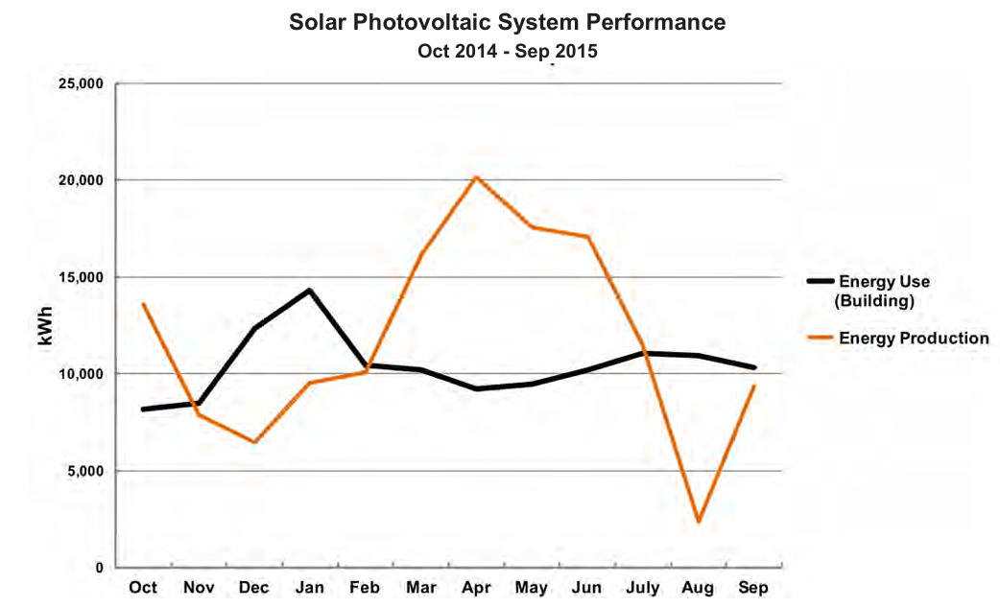 Solar Photovoltaic System Performance
Oct 2014 - Sep 2015
25,000
20,000
15,000
10,000
5,000
0
kWh
Oct Nov Dec Jan Feb Mar Apr May Jun July Aug Sep
Energy Use
(Building)
Energy Production